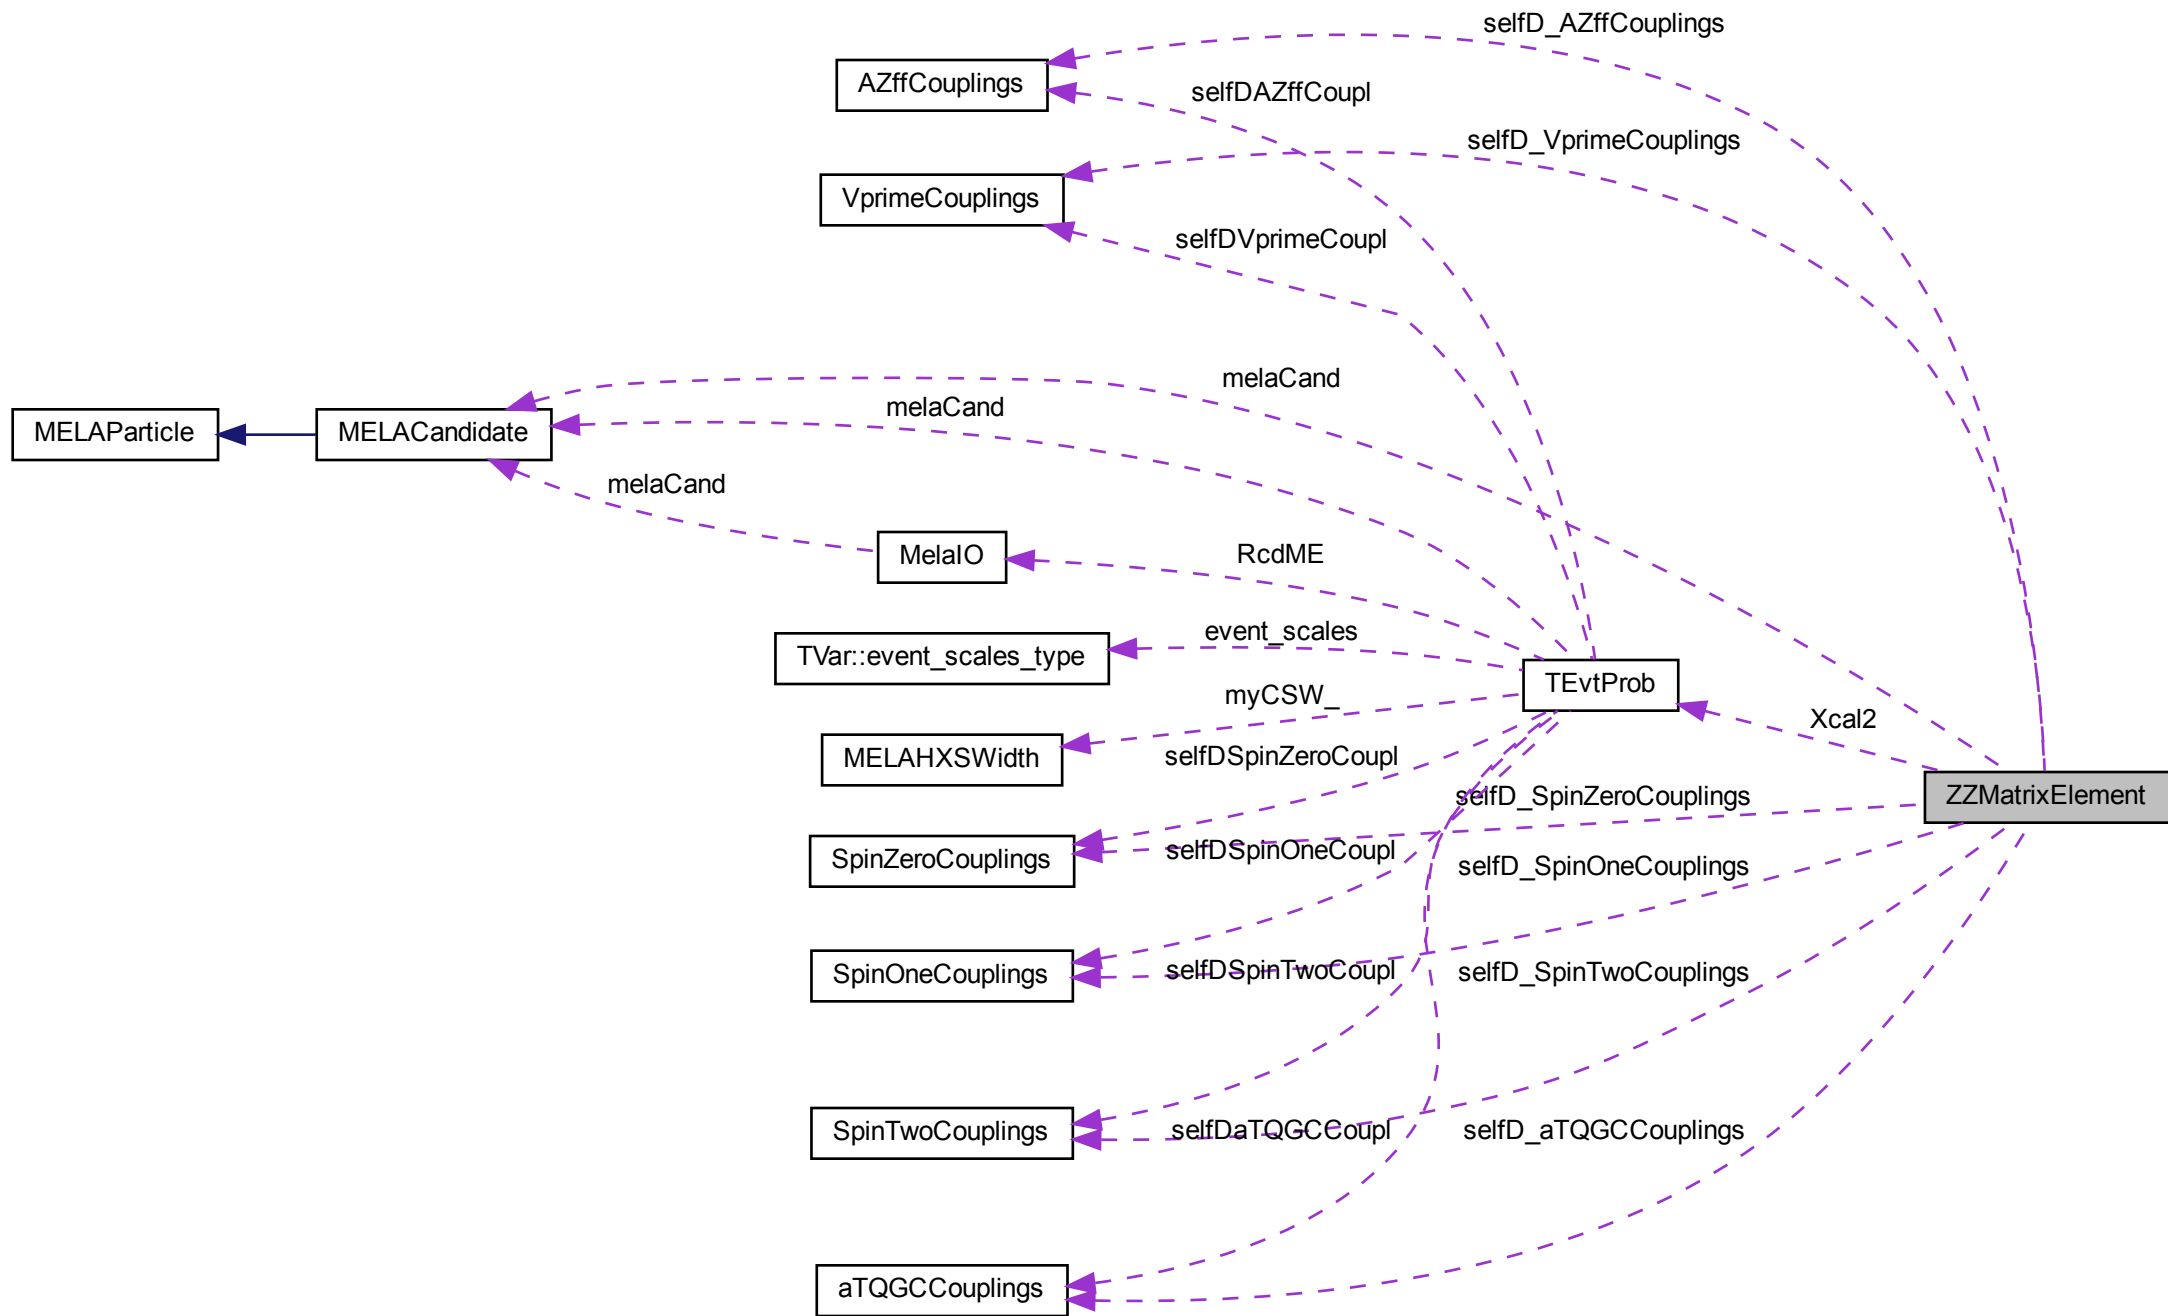 selfD_AZffCouplings
AZffCouplings
selfDAZffCoupl
selfD_VprimeCouplings
VprimeCouplings
selfDVprimeCoupl
melaCand
melaCand
MELAParticle
MELACandidate
melaCand
MelaIO
RcdME
event_scales
TVar::event_scales_type
TEvtProb
myCSW_
Xcal2
MELAHXSWidth
selfDSpinZeroCoupl
ZZMatrixElement
selfD_SpinZeroCouplings
SpinZeroCouplings
selfDSpinOneCoupl
selfD_SpinOneCouplings
SpinOneCouplings
selfDSpinTwoCoupl
selfD_SpinTwoCouplings
SpinTwoCouplings
selfDaTQGCCoupl
selfD_aTQGCCouplings
aTQGCCouplings